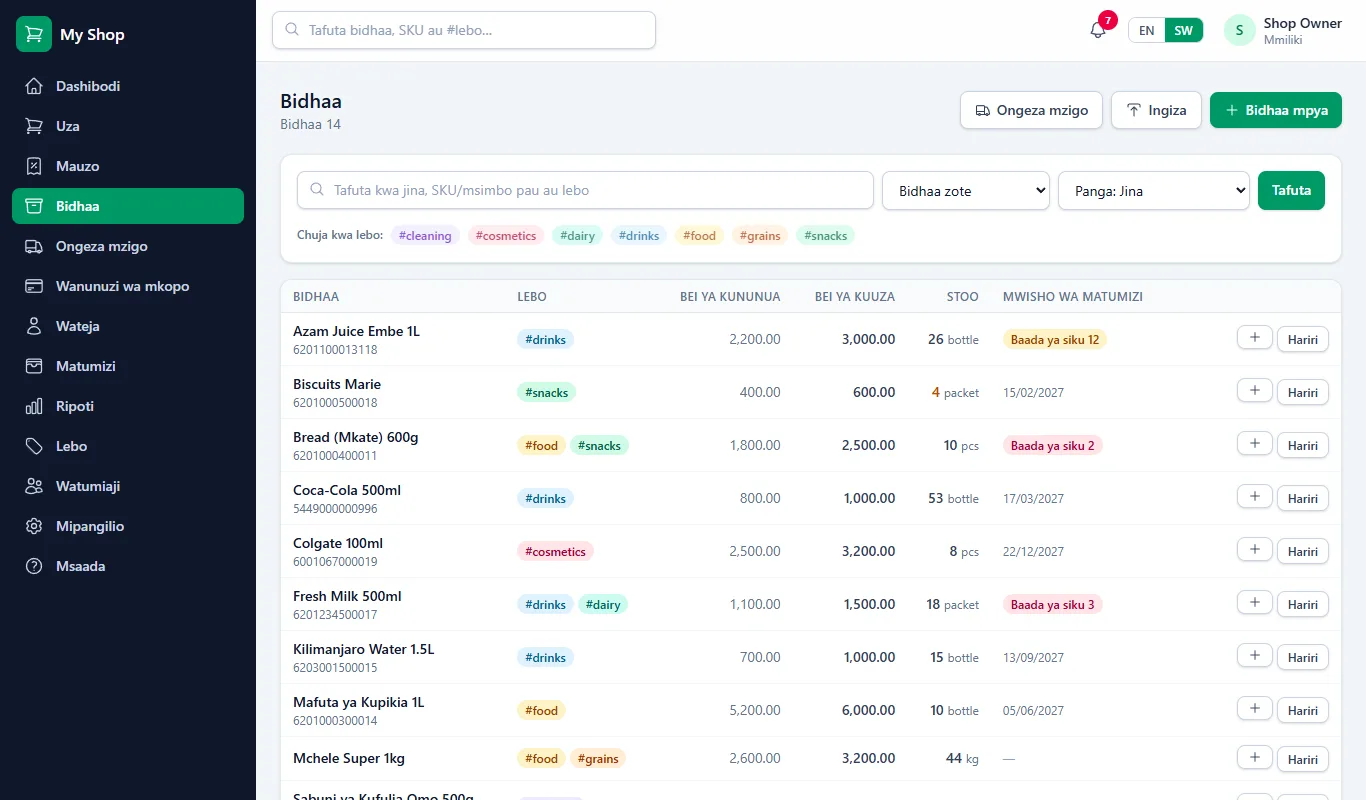 My Shop
Tafuta bidhaa, SKU au #lebo...
7
EN SW
S
Shop Owner
Mmiliki
Dashibodi
Uza
Mauzo
Bidhaa
Ongeza mzigo
Wanunuzi wa mkopo
Wateja
Matumizi
Ripoti
Lebo
Watumiaji
Mipangilio
Msaada
Bidhaa
Bidhaa 14
Ongeza mzigo
Ingiza
Bidhaa mpya
Tafuta kwa jina, SKU/msimbo pau au lebo
Bidhaa zote
Panga: Jina
Tafuta
Chuja kwa lebo: #cleaning #cosmetics #dairy #drinks #food #grains #snacks
BIDHAA LEBO BEI YA KUNUNUA BEI YA KUUZA STOO MWISHO WA MATUMIZI
Azam Juice Embe 1L
6201100013118
#drinks 2,200.00 3,000.00 26 bottle Baada ya siku 12 + Hariri
Biscuits Marie
6201000500018
#snacks 400.00 600.00 4 packet 15/02/2027 + Hariri
Bread (Mkate) 600g
6201000400011
#food #snacks 1,800.00 2,500.00 10 pcs Baada ya siku 2 + Hariri
Coca-Cola 500ml
5449000000996
#drinks 800.00 1,000.00 53 bottle 17/03/2027 + Hariri
Colgate 100ml
6001067000019
#cosmetics 2,500.00 3,200.00 8 pcs 22/12/2027 + Hariri
Fresh Milk 500ml
6201234500017
#drinks #dairy 1,100.00 1,500.00 18 packet Baada ya siku 3 + Hariri
Kilimanjaro Water 1.5L
6203001500015
#drinks 700.00 1,000.00 15 bottle 13/09/2027 + Hariri
Mafuta ya Kupikia 1L
6201000300014
#food 5,200.00 6,000.00 10 bottle 05/06/2027 + Hariri
Mchele Super 1kg #food #grains 2,600.00 3,200.00 44 kg — + Hariri
Sabuni ya Kufulia Omo 500g